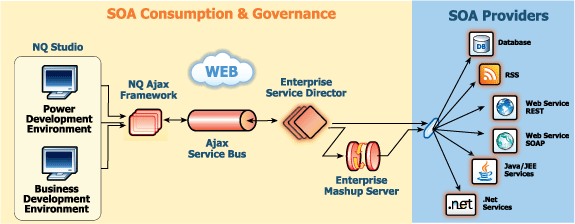 SOA Consumption & Governance
SOA Providers
NQ Studio
Power
Development
Environment
Business
Development
Environment
NQ Ajax
Framework
WEB
Ajax
Service Bus
Enterprise
Service Director
Enterprise
Mashup Server
DB
Database
RSS
Web Service
REST
Web Service
SOAP
Java/JEE
Services
.net
.Net
Services